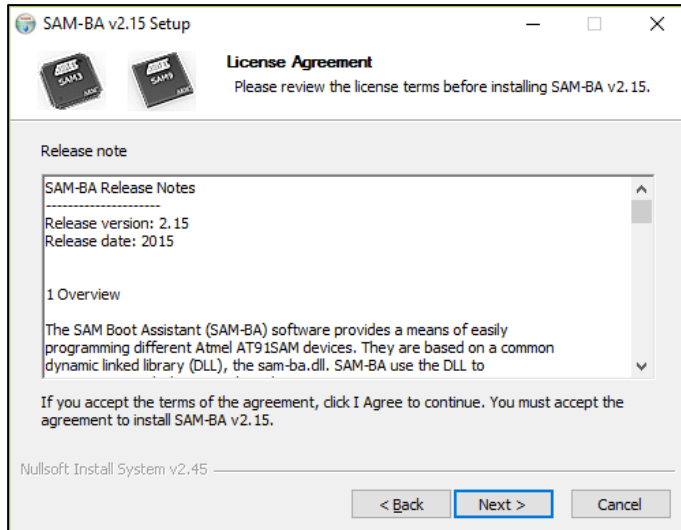 SAM-BA v2.15 Setup
ATMEL
SAM3
ATMEL
SAM9
License Agreement
Please review the license terms before installing SAM-BA v2.15.
Release note
SAM-BA Release Notes
---------------------
Release version: 2.15
Release date: 2015
1 Overview
The SAM Boot Assistant (SAM-BA) software provides a means of easily
programming different Atmel AT91SAM devices. They are based on a common
dynamic linked library (DLL), the sam-ba.dll. SAM-BA use the DLL to
If you accept the terms of the agreement, click I Agree to continue. You must accept the
agreement to install SAM-BA v2.15.
Nullsoft Install System v2.45
< Back
Next >
Cancel